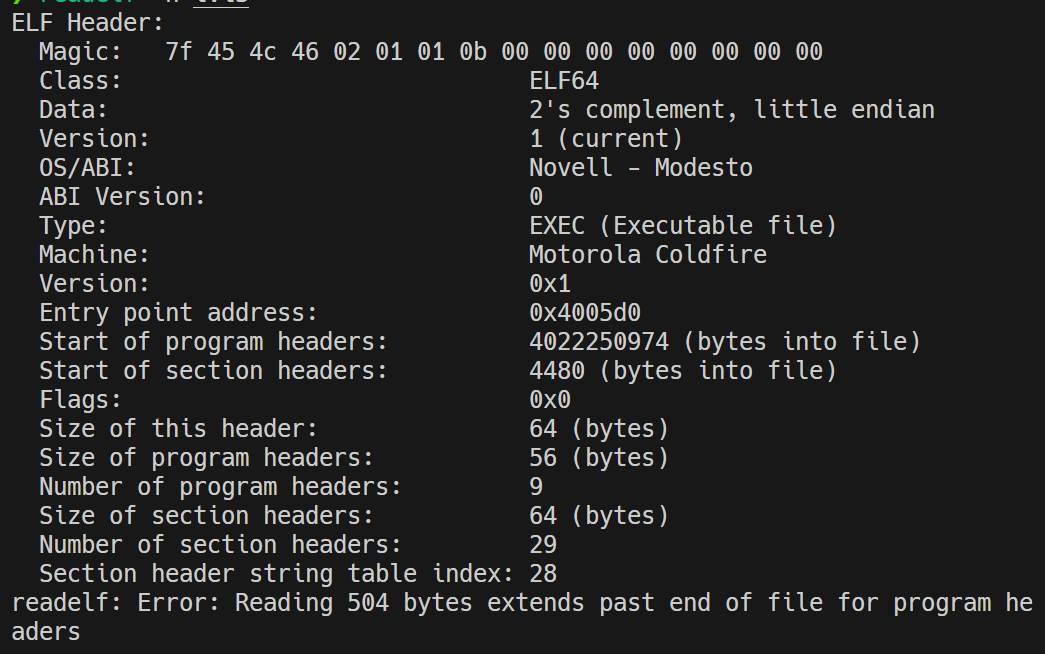 ELF Header:
  Magic:   7f 45 4c 46 02 01 01 0b 00 00 00 00 00 00 00 00
  Class:                             ELF64
  Data:                              2's complement, little endian
  Version:                           1 (current)
  OS/ABI:                            Novell - Modesto
  ABI Version:                       0
  Type:                              EXEC (Executable file)
  Machine:                           Motorola Coldfire
  Version:                           0x1
  Entry point address:               0x4005d0
  Start of program headers:          4022250974 (bytes into file)
  Start of section headers:          4480 (bytes into file)
  Flags:                             0x0
  Size of this header:               64 (bytes)
  Size of program headers:           56 (bytes)
  Number of program headers:         9
  Size of section headers:           64 (bytes)
  Number of section headers:         29
  Section header string table index: 28
readelf: Error: Reading 504 bytes extends past end of file for program he
aders